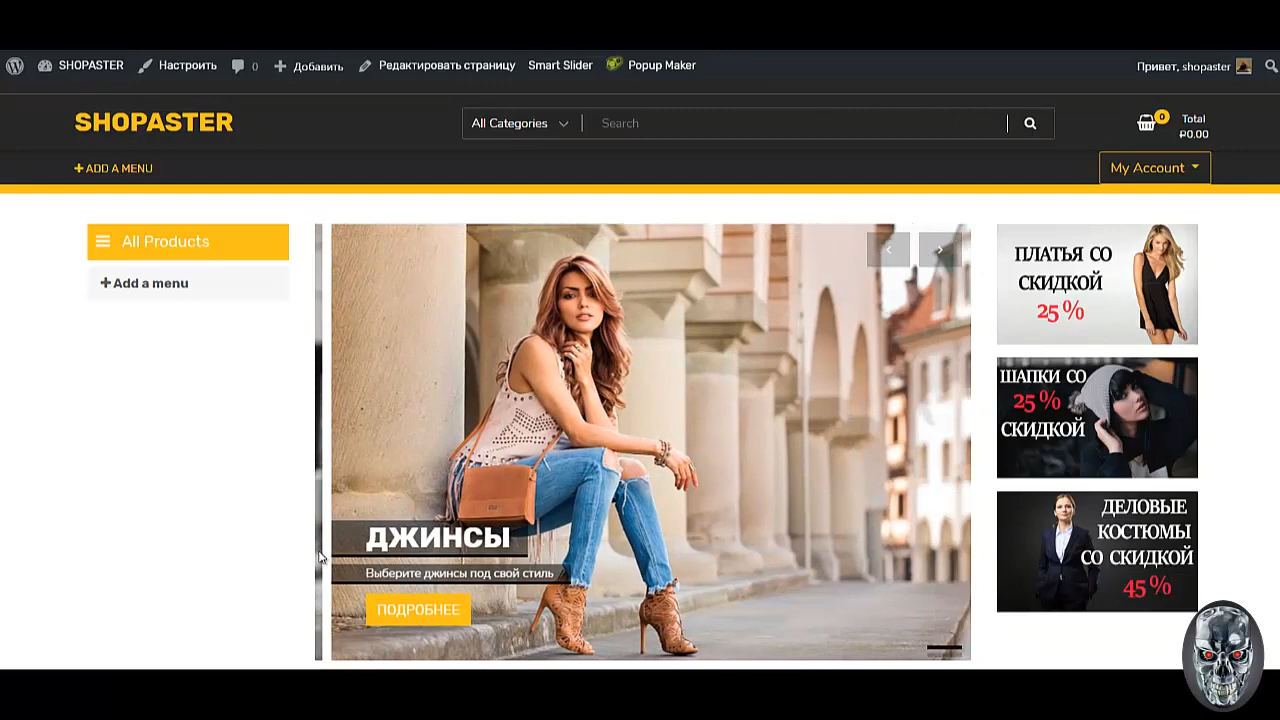 SHOPASTER Настроить 0 Добавить Редактировать страницу Smart Slider Popup Maker Привет, shopaster
SHOPASTER
All Categories Search
0
Total
₽0.00
ADD A MENU
My Account
All Products
Add a menu
ДЖИНСЫ
Выберите джинсы под свой стиль
ПОДРОБНЕЕ
ПЛАТЬЯ СО
СКИДКОЙ
25%
ШАПКИ СО
25%
СКИДКОЙ
ДЕЛОВЫЕ
КОСТЮМЫ
СО СКИДКОЙ
45%